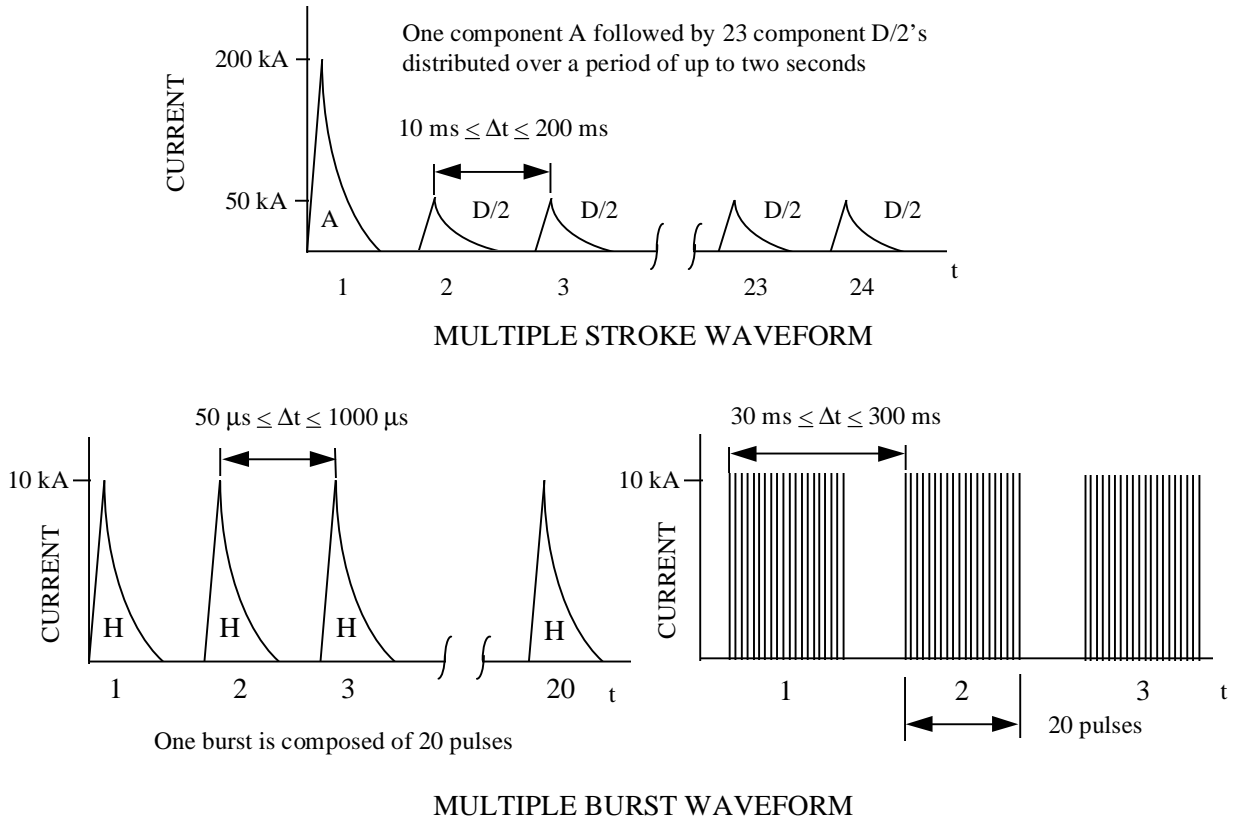 One component A followed by 23 component D/2's
distributed over a period of up to two seconds
200 kA
CURRENT
10 ms ≤ Δt ≤ 200 ms
50 kA
A
D/2
D/2
D/2
D/2
t
1
2
3
23
24
MULTIPLE STROKE WAVEFORM
50 μs ≤ Δt ≤ 1000 μs
10 kA
CURRENT
H
H
H
H
1
2
3
20
t
One burst is composed of 20 pulses
30 ms ≤ Δt ≤ 300 ms
10 kA
CURRENT
1
2
3
t
20 pulses
MULTIPLE BURST WAVEFORM